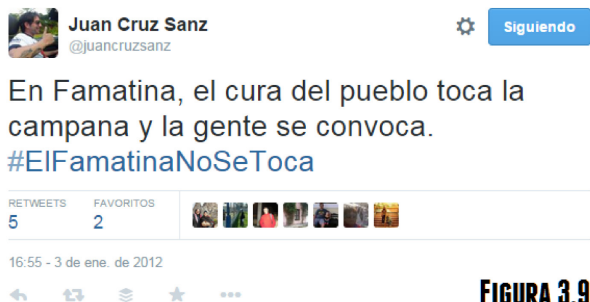 Juan Cruz Sanz
@juancruzsanz
Siguiendo
En Famatina, el cura del pueblo toca la
campana y la gente se convoca.
#ElFamatinaNoSeToca
RETWEETS
5
FAVORITOS
2
16:55 - 3 de ene. de 2012
FIGURA 3.9